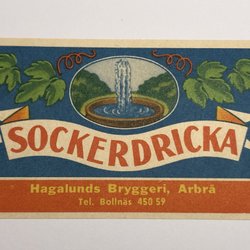 SOCKERDRICKA
Hagalunds Bryggeri, Arbrå
Tel. Bollnäs 450 59